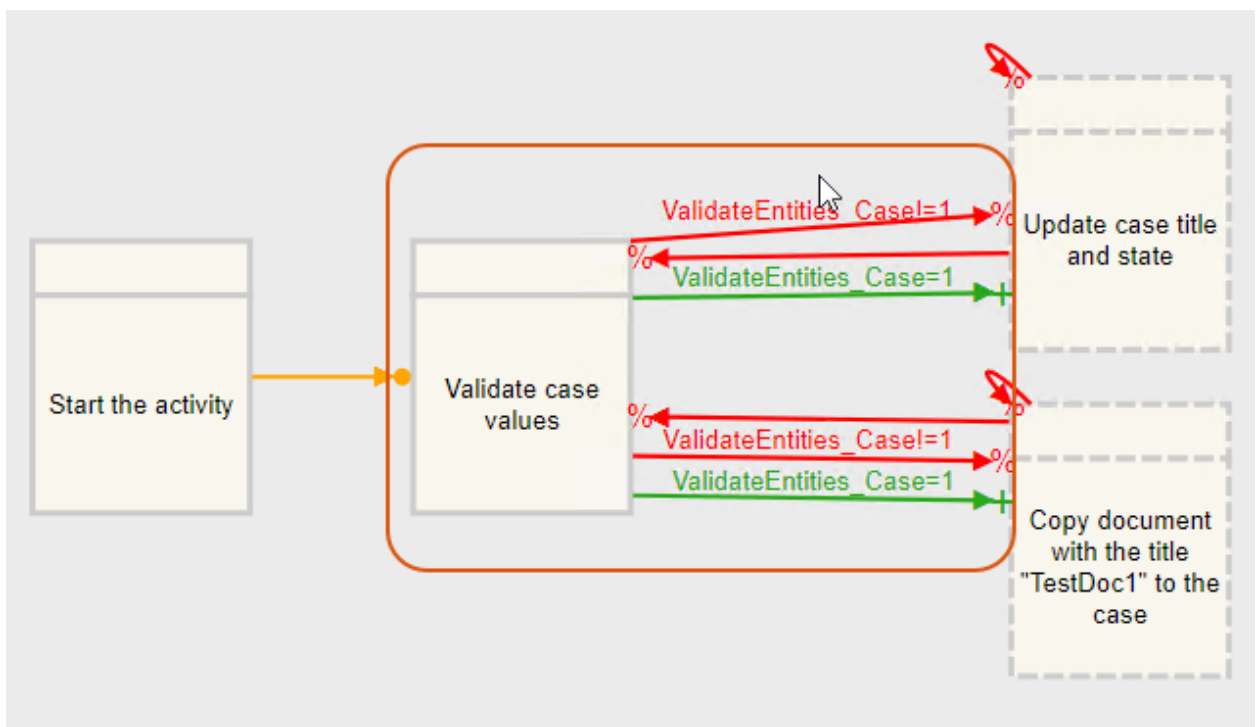 %
ValidateEntities_Case!=1
%
Update case title
and state
%
ValidateEntities_Case=1
Start the activity
Validate case
values
%
%
ValidateEntities_Case!=1
%
ValidateEntities_Case=1
Copy document
with the title
"TestDoc1" to the
case